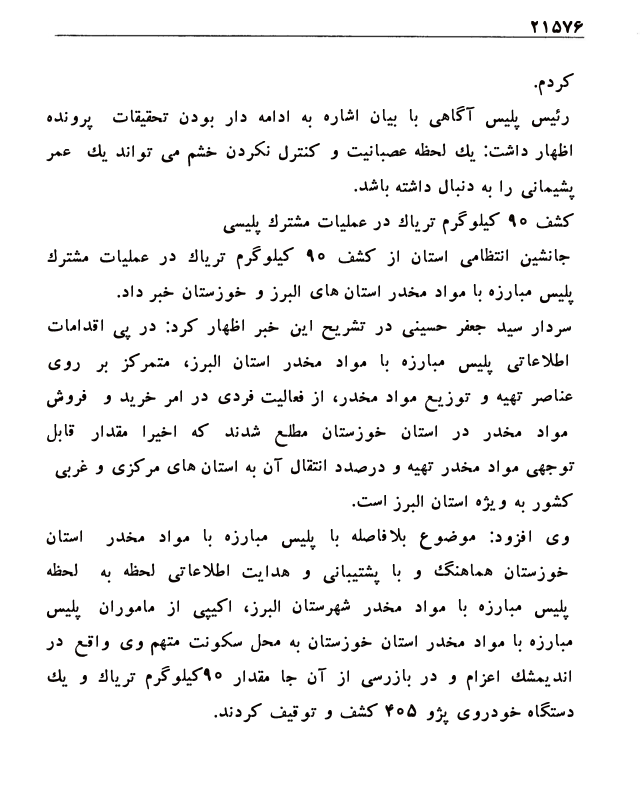 ۲۱۵۷۶
کردم.
رئیس پلیس آگاهی با بیان اشاره به ادامه دار بودن تحقیقات پرونده
اظهار داشت: یك لحظه عصبانیت و کنترل نکردن خشم می تواند یك عمر
پشیمانی را به دنبال داشته باشد.
کشف ۹۰ کیلوگرم تریاك در عملیات مشترك پلیسی
جانشین انتظامی استان از کشف ۹۰ کیلوگرم تریاك در عملیات مشترك
پلیس مبارزه با مواد مخدر استان های البرز و خوزستان خبر داد.
سردار سید جعفر حسینی در تشریح این خبر اظهار کرد: در پی اقدامات
اطلاعاتی پلیس مبارزه با مواد مخدر استان البرز، متمرکز بر روی
عناصر تهیه و توزیع مواد مخدر، از فعالیت فردی در امر خرید و فروش
مواد مخدر در استان خوزستان مطلع شدند که اخیرا مقدار قابل
توجهی مواد مخدر تهیه و درصدد انتقال آن به استان های مرکزی و غربی
کشور به ویژه استان البرز است.
وی افزود: موضوع بلافاصله با پلیس مبارزه با مواد مخدر استان
خوزستان هماهنگ و با پشتیبانی و هدایت اطلاعاتی لحظه به لحظه
پلیس مبارزه با مواد مخدر شهرستان البرز، اکیپی از ماموران پلیس
مبارزه با مواد مخدر استان خوزستان به محل سکونت متهم وی واقع در
اندیمشك اعزام و در بازرسی از آن جا مقدار ۹۰کیلوگرم تریاك و یك
دستگاه خودروی پژو ۴۰۵ کشف و توقیف کردند.